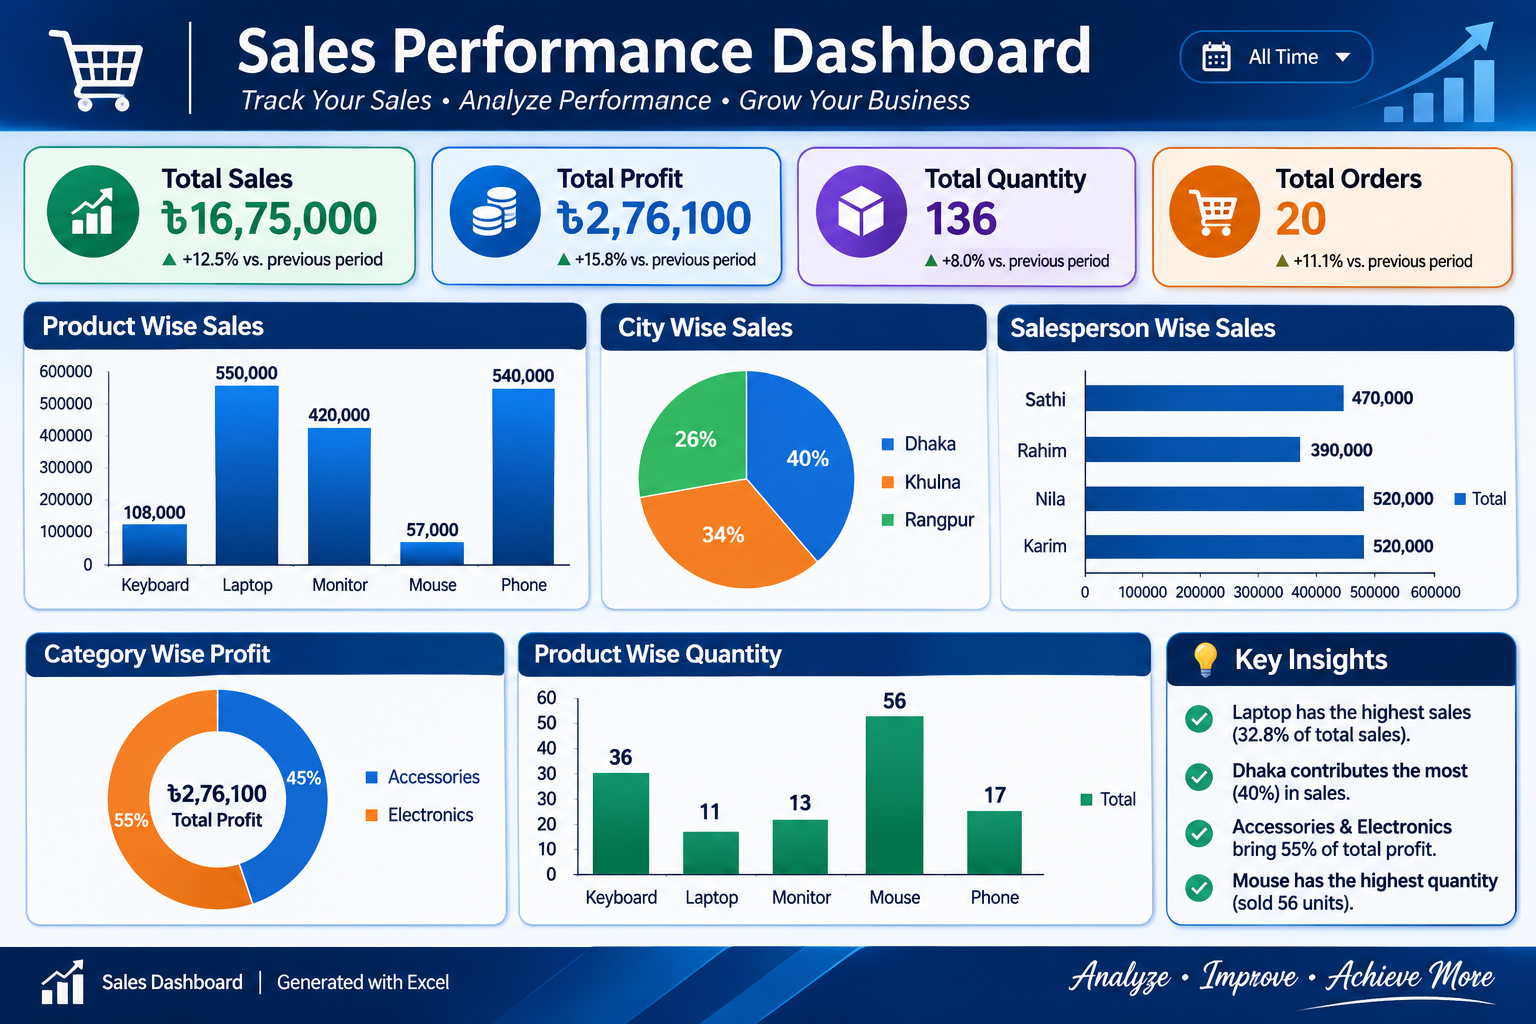 Sales Performance Dashboard
Track Your Sales • Analyze Performance • Grow Your Business
All Time
Total Sales
৳16,75,000
▲ +12.5% vs. previous period
Total Profit
৳2,76,100
▲ +15.8% vs. previous period
Total Quantity
136
▲ +8.0% vs. previous period
Total Orders
20
▲ +11.1% vs. previous period
Product Wise Sales
600000
500000
400000
300000
200000
100000
0
108,000
550,000
420,000
57,000
540,000
Keyboard Laptop Monitor Mouse Phone
City Wise Sales
26%
40%
34%
Dhaka
Khulna
Rangpur
Salesperson Wise Sales
Sathi 470,000
Rahim 390,000
Nila 520,000
Karim 520,000
Total
0 100000 200000 300000 400000 500000 600000
Category Wise Profit
45%
55%
৳2,76,100
Total Profit
Accessories
Electronics
Product Wise Quantity
60
50
40
30
30
20
10
0
36
11
13
56
17
Keyboard Laptop Monitor Mouse Phone
Total
Key Insights
Laptop has the highest sales
(32.8% of total sales).
Dhaka contributes the most
(40%) in sales.
Accessories & Electronics
bring 55% of total profit.
Mouse has the highest quantity
(sold 56 units).
Sales Dashboard | Generated with Excel
Analyze • Improve • Achieve More